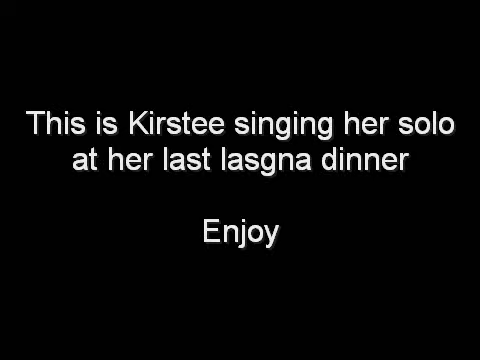 This is Kirstee singing her solo
at her last lasgna dinner
Enjoy